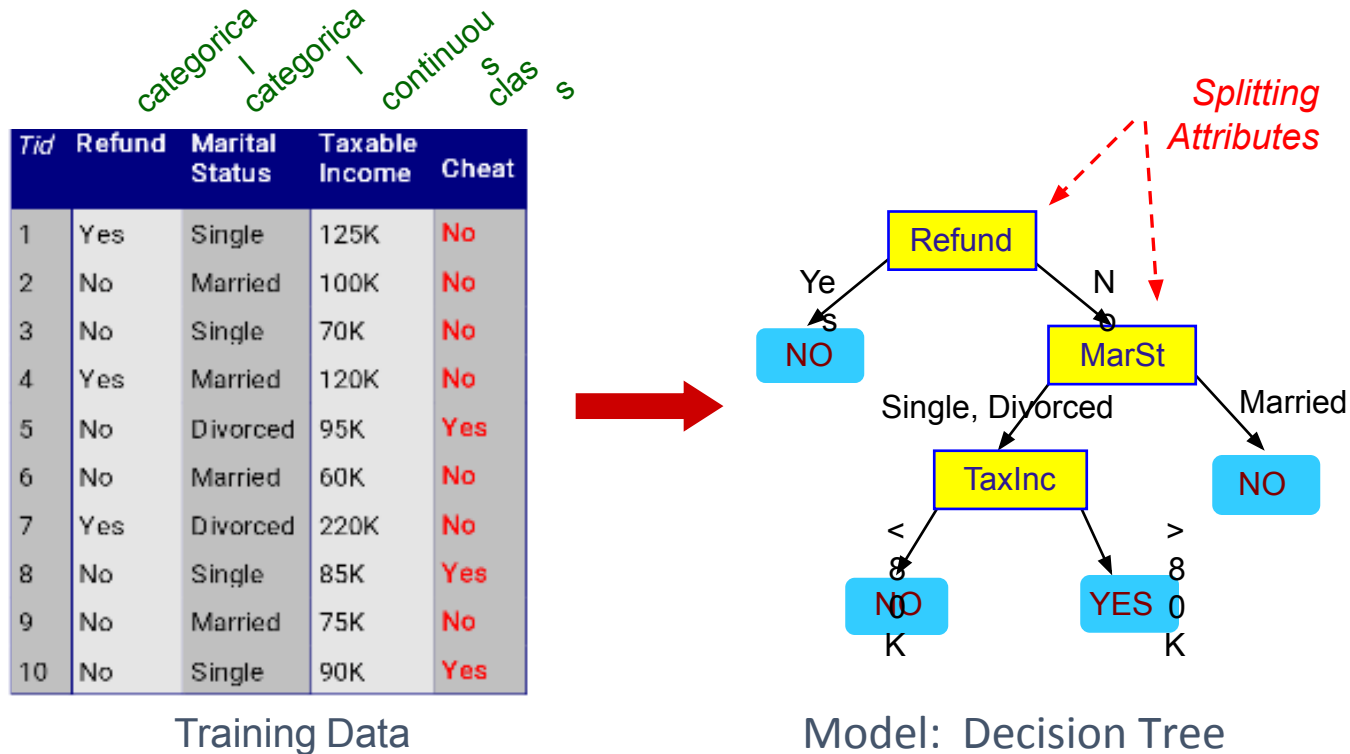 categorica
l
categorica
l
continuou
s
clas
s
Tid Refund Marital Status Taxable Income Cheat
1 Yes Single 125K No
2 No Married 100K No
3 No Single 70K No
4 Yes Married 120K No
5 No Divorced 95K Yes
6 No Married 60K No
7 Yes Divorced 220K No
8 No Single 85K Yes
9 No Married 75K No
10 No Single 90K Yes
Training Data
Splitting
Attributes
Refund
Ye
s
N
o
NO
MarSt
Single, Divorced
Married
TaxInc
NO
<
8
0
K
>
8
0
K
NO
YES
Model: Decision Tree